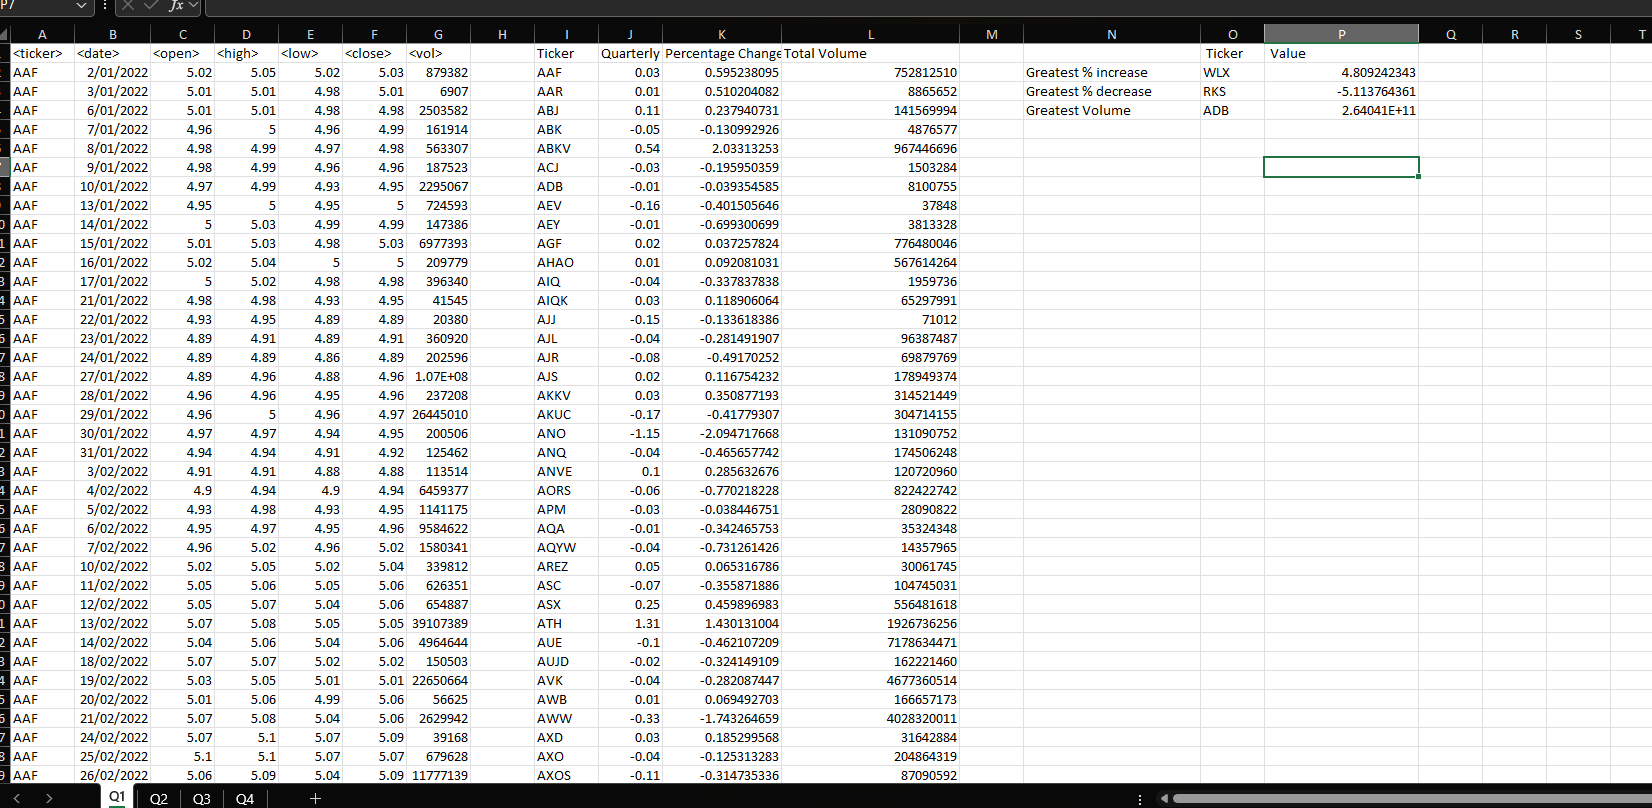 P7 fx
A B C D E F G H I J K L M N O P Q R S T
<ticker> <date> <open> <high> <low> <close> <vol> Ticker Quarterly Percentage Change Total Volume Ticker Value
AAF 2/01/2022 5.02 5.05 5.02 5.03 879382 AAF 0.03 0.595238095 752812510 Greatest % increase WLX 4.809242343
AAF 3/01/2022 5.01 5.01 4.98 5.01 6907 AAR 0.01 0.510204082 8865652 Greatest % decrease RKS -5.113764361
AAF 6/01/2022 5.01 5.01 4.98 4.98 2503582 ABJ 0.11 0.237940731 141569994 Greatest Volume ADB 2.64041E+11
AAF 7/01/2022 4.96 5 4.96 4.99 161914 ABK -0.05 -0.130992926 4876577
AAF 8/01/2022 4.98 4.99 4.97 4.98 563307 ABKV 0.54 2.03313253 967446696
AAF 9/01/2022 4.98 4.99 4.96 4.96 187523 ACJ -0.03 -0.195950359 1503284
AAF 10/01/2022 4.97 4.99 4.93 4.95 2295067 ADB -0.01 -0.039354585 8100755
AAF 13/01/2022 4.95 5 4.95 5 724593 AEV -0.16 -0.401505646 37848
AAF 14/01/2022 5 5.03 4.99 4.99 147386 AEY -0.01 -0.699300699 3813328
AAF 15/01/2022 5.01 5.03 4.98 5.03 6977393 AGF 0.02 0.037257824 776480046
AAF 16/01/2022 5.02 5.04 5 5 209779 AHAO 0.01 0.092081031 567614264
AAF 17/01/2022 5 5.02 4.98 4.98 396340 AIQ -0.04 -0.337837838 1959736
AAF 21/01/2022 4.98 4.98 4.93 4.95 41545 AIQK 0.03 0.118906064 65297991
AAF 22/01/2022 4.93 4.95 4.89 4.89 20380 AJJ -0.15 -0.133618386 71012
AAF 23/01/2022 4.89 4.91 4.89 4.91 360920 AJL -0.04 -0.281491907 96387487
AAF 24/01/2022 4.89 4.89 4.86 4.89 202596 AJR -0.08 -0.49170252 69879769
AAF 27/01/2022 4.89 4.96 4.88 4.96 1.07E+08 AJS 0.02 0.116754232 178949374
AAF 28/01/2022 4.96 4.96 4.95 4.96 237208 AKKV 0.03 0.350877193 314521449
AAF 29/01/2022 4.96 5 4.96 4.97 26445010 AKUC -0.17 -0.41779307 304714155
AAF 30/01/2022 4.97 4.97 4.94 4.95 200506 ANO -1.15 -2.094717668 131090752
AAF 31/01/2022 4.94 4.94 4.91 4.92 125462 ANQ -0.04 -0.465657742 174506248
AAF 3/02/2022 4.91 4.91 4.88 4.88 113514 ANVE 0.1 0.285632676 120720960
AAF 4/02/2022 4.9 4.94 4.9 4.94 6459377 AORS -0.06 -0.770218228 822422742
AAF 5/02/2022 4.93 4.98 4.93 4.95 1141175 APM -0.03 -0.038446751 28090822
AAF 6/02/2022 4.95 4.97 4.95 4.96 9584622 AQA -0.01 -0.342465753 35324348
AAF 7/02/2022 4.96 5.02 4.96 5.02 1580341 AQYW -0.04 -0.731261426 14357965
AAF 10/02/2022 5.02 5.05 5.02 5.04 339812 AREZ 0.05 0.065316786 30061745
AAF 11/02/2022 5.05 5.06 5.05 5.06 626351 ASC -0.07 -0.355871886 104745031
AAF 12/02/2022 5.05 5.07 5.04 5.06 654887 ASX 0.25 0.459896983 556481618
AAF 13/02/2022 5.07 5.08 5.05 5.05 39107389 ATH 1.31 1.430131004 1926736256
AAF 14/02/2022 5.04 5.06 5.04 5.06 4964644 AUE -0.1 -0.462107209 7178634471
AAF 18/02/2022 5.07 5.07 5.02 5.02 150503 AUJD -0.02 -0.324149109 162221460
AAF 19/02/2022 5.03 5.05 5.01 5.01 22650664 AVK -0.04 -0.282087447 4677360514
AAF 20/02/2022 5.01 5.06 4.99 5.06 56625 AWB 0.01 0.069492703 166657173
AAF 21/02/2022 5.07 5.08 5.04 5.06 2629942 AWW -0.33 -1.743264659 4028320011
AAF 24/02/2022 5.07 5.1 5.07 5.09 39168 AXD 0.03 0.185299568 31642884
AAF 25/02/2022 5.1 5.1 5.07 5.07 679628 AXO -0.04 -0.125313283 204864319
AAF 26/02/2022 5.06 5.09 5.04 5.09 11777139 AXOS -0.11 -0.314735336 87090592
Q1 Q2 Q3 Q4 +